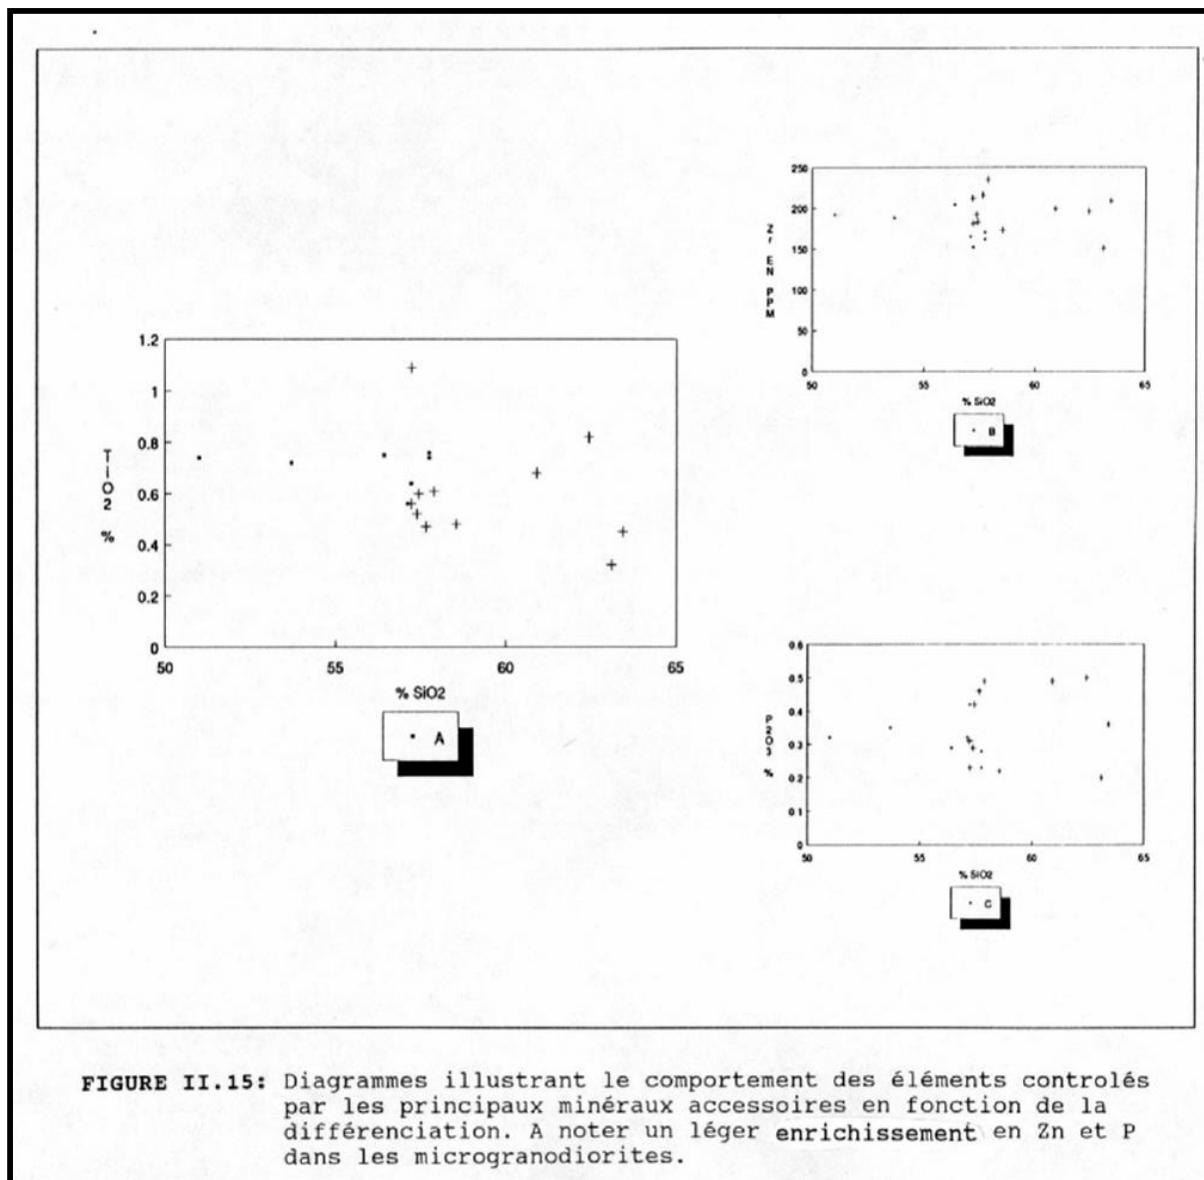 250
200
150
100
50
0
Zr EN PPM
50 55 60 65
% SiO2
B
1.2
1
0.8
0.6
0.4
0.2
0
TIO2 %
50 55 60 65
% SiO2
A
0.6
0.5
0.4
0.3
0.2
0.1
0
P2O3 %
50 55 60 65
% SiO2
C
FIGURE II.15: Diagrammes illustrant le comportement des éléments controlés
par les principaux minéraux accessoires en fonction de la
différenciation. A noter un léger enrichissement en Zn et P
dans les microgranodiorites.